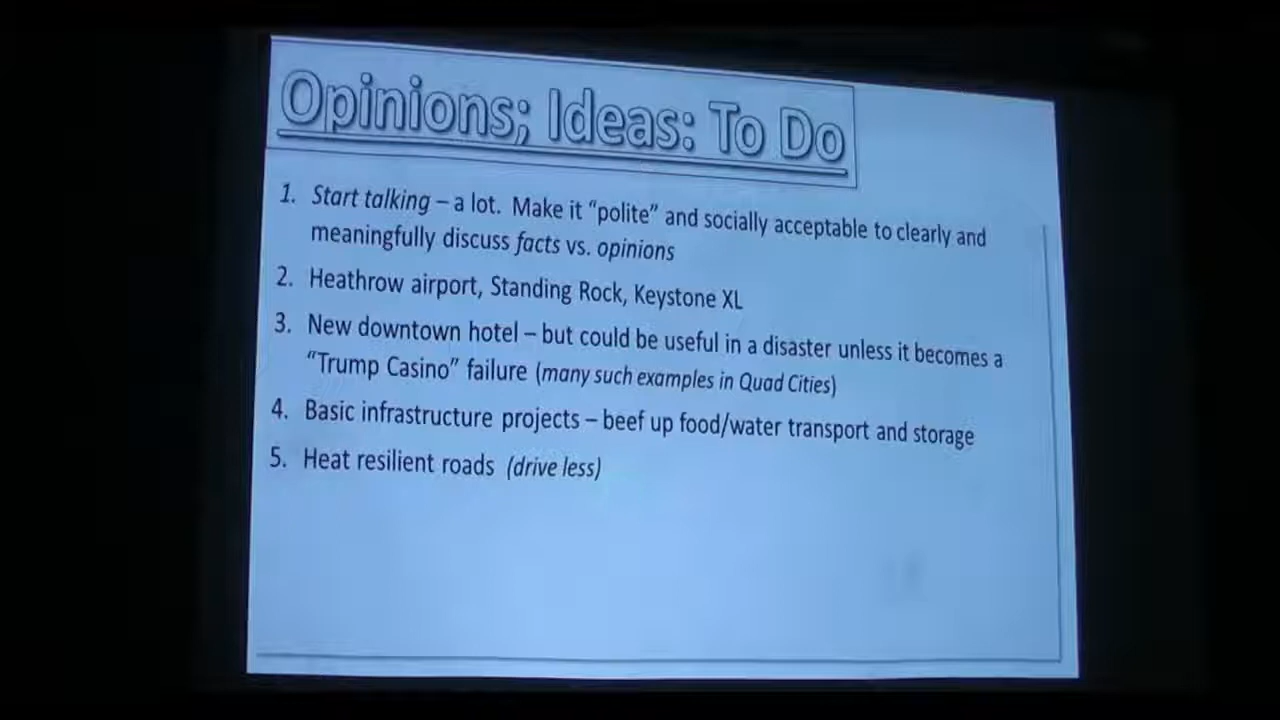 Opinions; Ideas: To Do
1. Start talking – a lot. Make it “polite” and socially acceptable to clearly and
meaningfully discuss facts vs. opinions
2. Heathrow airport, Standing Rock, Keystone XL
3. New downtown hotel – but could be useful in a disaster unless it becomes a
“Trump Casino” failure (many such examples in Quad Cities)
4. Basic infrastructure projects – beef up food/water transport and storage
5. Heat resilient roads (drive less)